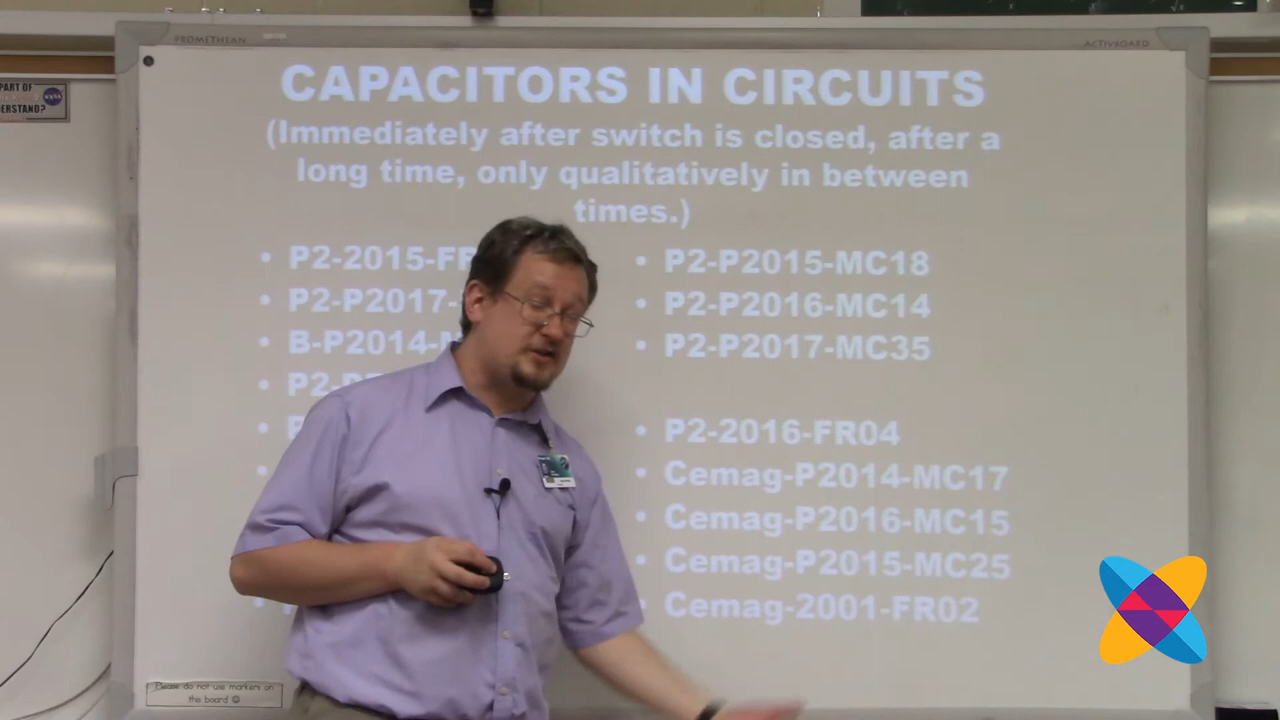 PROMETHEAN
ACTIVBOARD
PART OF
ERSTAND?
NASA
CAPACITORS IN CIRCUITS
(Immediately after switch is closed, after a
long time, only qualitatively in between
times.)
• P2-2015-FR
• P2-P2017-
• B-P2014-
• P2-
• P2-P2015-MC18
• P2-P2016-MC14
• P2-P2017-MC35
• P2-2016-FR04
• Cemag-P2014-MC17
• Cemag-P2016-MC15
• Cemag-P2015-MC25
• Cemag-2001-FR02
Please do not use markers on
this board ☺